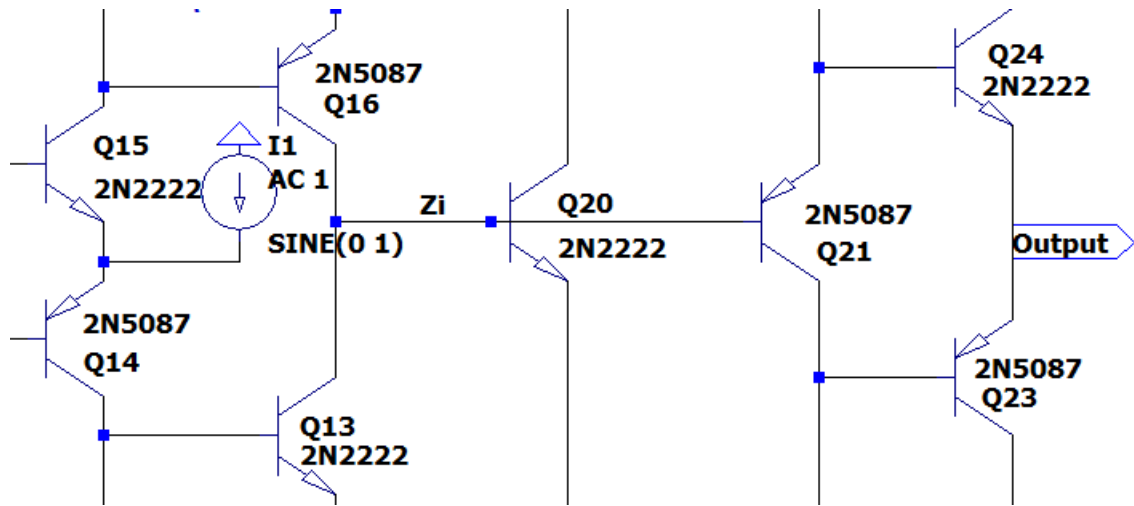 Q24
2N2222
2N5087
Q16
Q15
2N2222
I1
AC 1
SINE(0 1)
Zi
Q20
2N2222
2N5087
Q21
Output
2N5087
Q14
Q13
2N2222
2N5087
Q23